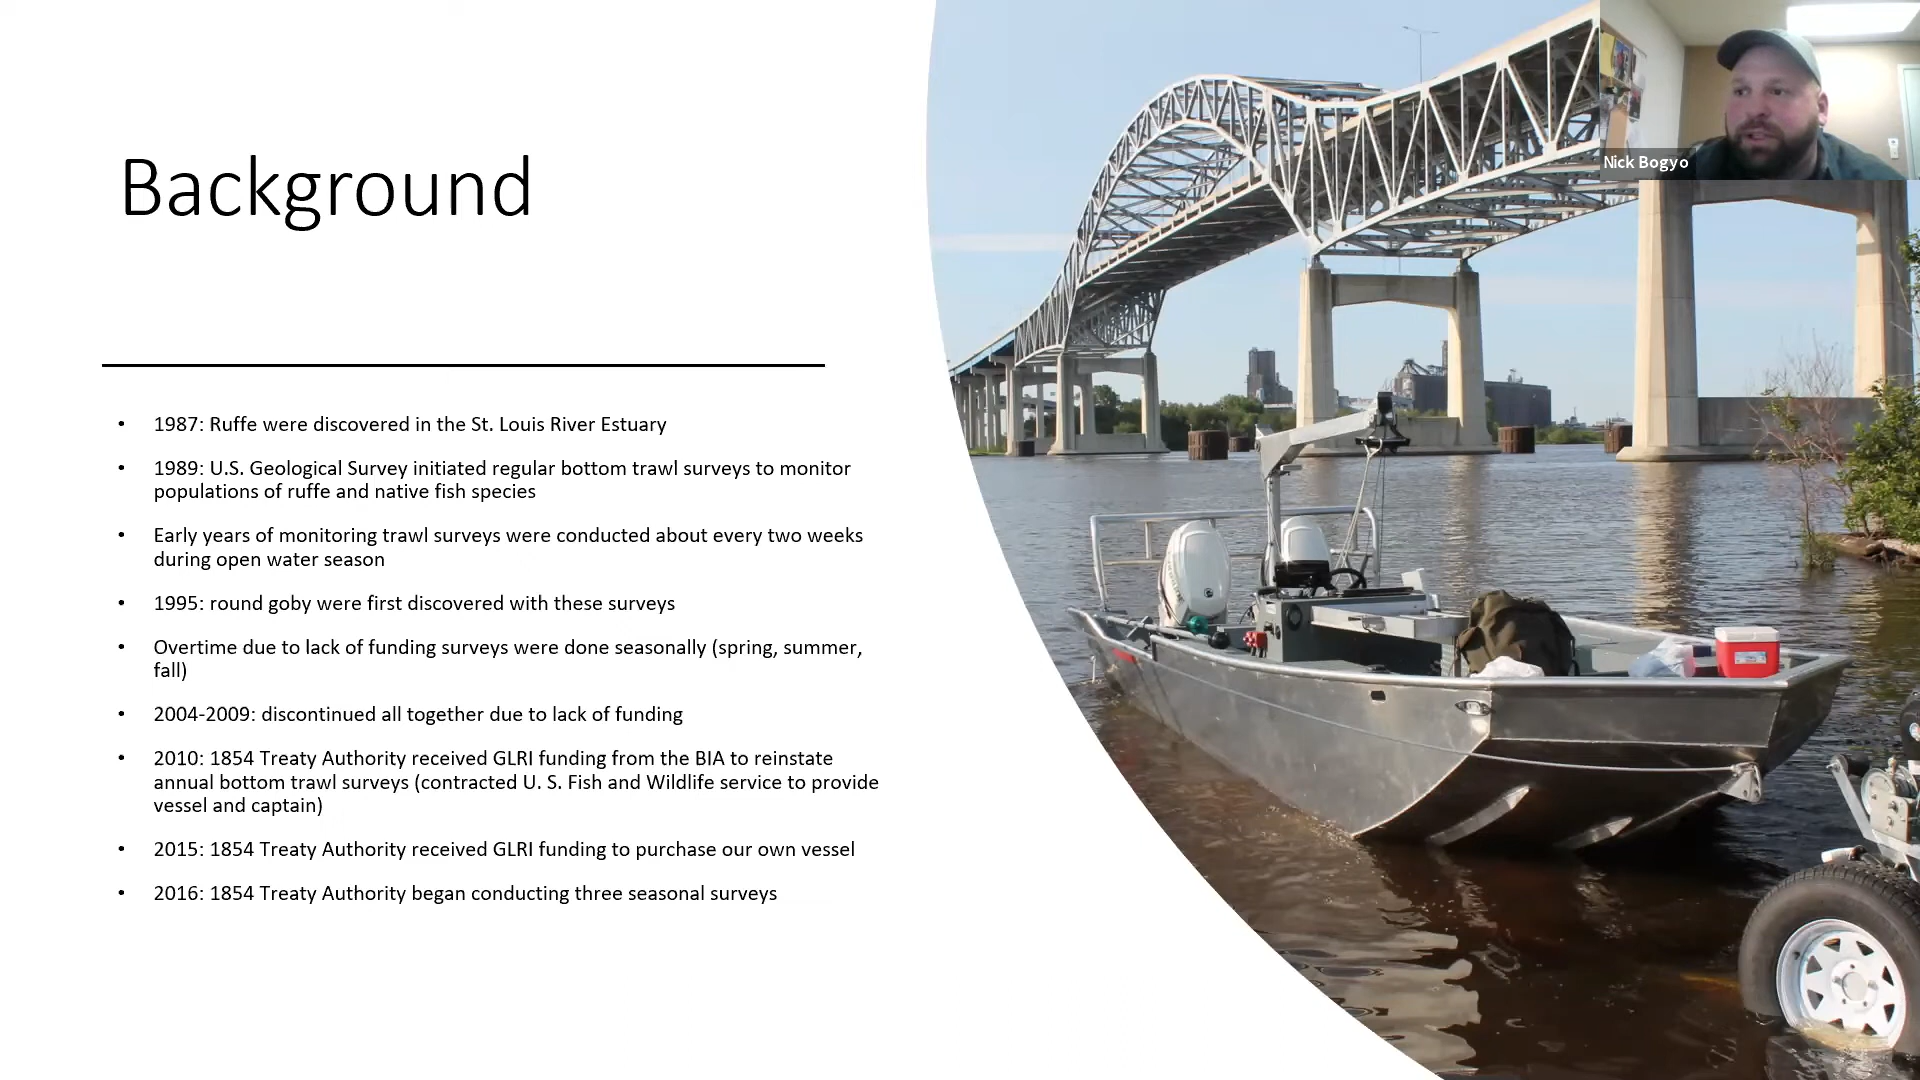 Background
Nick Bogyo
• 1987: Ruffe were discovered in the St. Louis River Estuary
• 1989: U.S. Geological Survey initiated regular bottom trawl surveys to monitor
populations of ruffe and native fish species
• Early years of monitoring trawl surveys were conducted about every two weeks
during open water season
• 1995: round goby were first discovered with these surveys
• Overtime due to lack of funding surveys were done seasonally (spring, summer,
fall)
• 2004-2009: discontinued all together due to lack of funding
• 2010: 1854 Treaty Authority received GLRI funding from the BIA to reinstate
annual bottom trawl surveys (contracted U. S. Fish and Wildlife service to provide
vessel and captain)
• 2015: 1854 Treaty Authority received GLRI funding to purchase our own vessel
• 2016: 1854 Treaty Authority began conducting three seasonal surveys